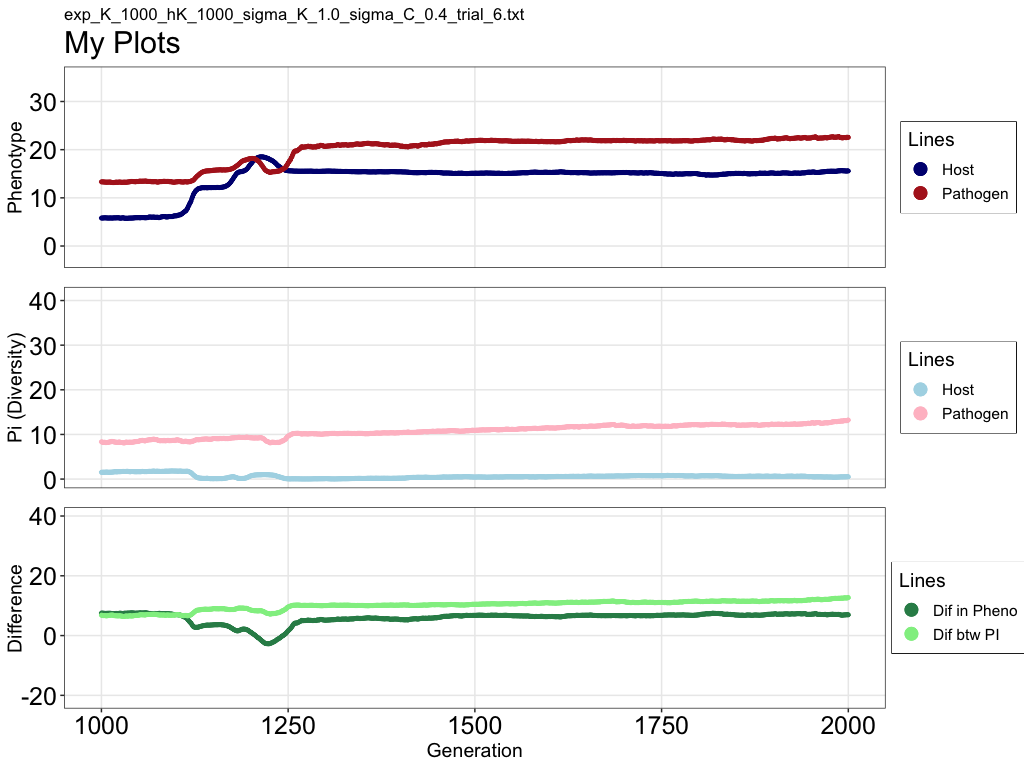 exp_K_1000_hK_1000_sigma_K_1.0_sigma_C_0.4_trial_6.txt
My Plots
Phenotype
30
20
10
0
Lines
Host
Pathogen
Pi (Diversity)
40
30
20
10
0
Lines
Host
Pathogen
Difference
40
20
0
-20
Lines
Dif in Pheno
Dif btw PI
1000
1250
1500
1750
2000
Generation